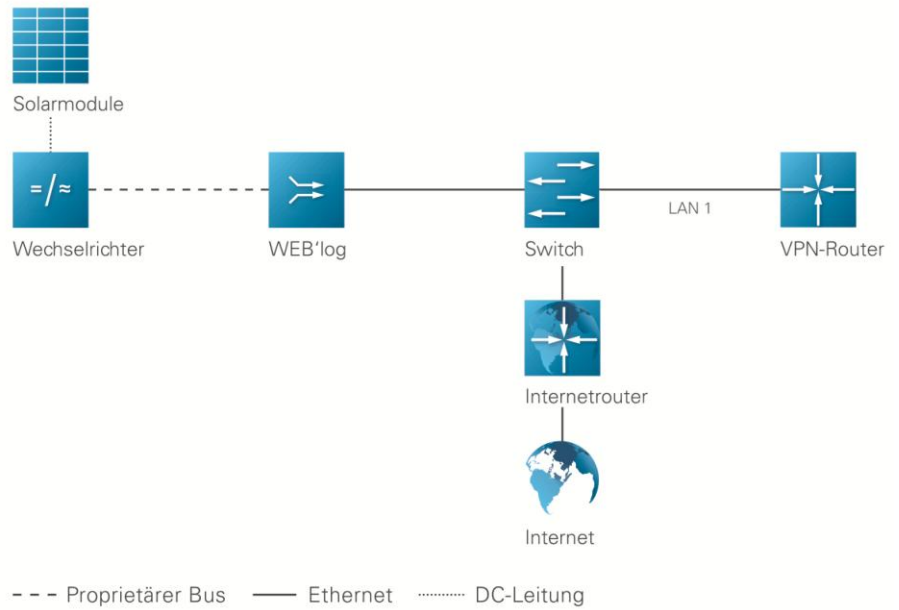 Solarmodule
=/≈
Wechselrichter
WEB‘log
Switch
LAN 1
VPN-Router
Internetrouter
Internet
Proprietärer Bus
Ethernet
DC-Leitung